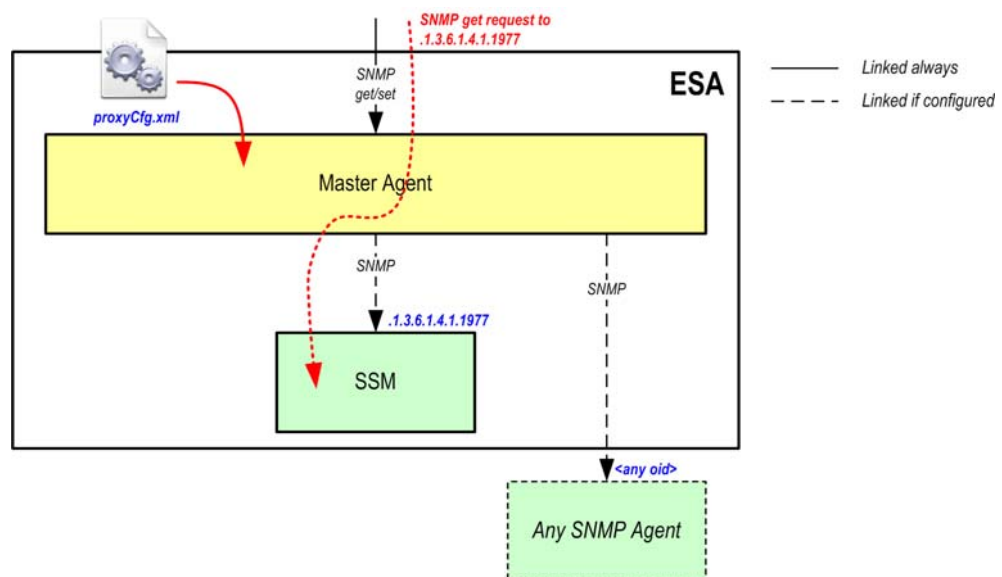 SNMP get request to
.1.3.6.1.4.1.1977
SNMP
get/set
ESA
proxyCfg.xml
Linked always
Linked if configured
Master Agent
SNMP
SNMP
.1.3.6.1.4.1.1977
SSM
<any oid>
Any SNMP Agent